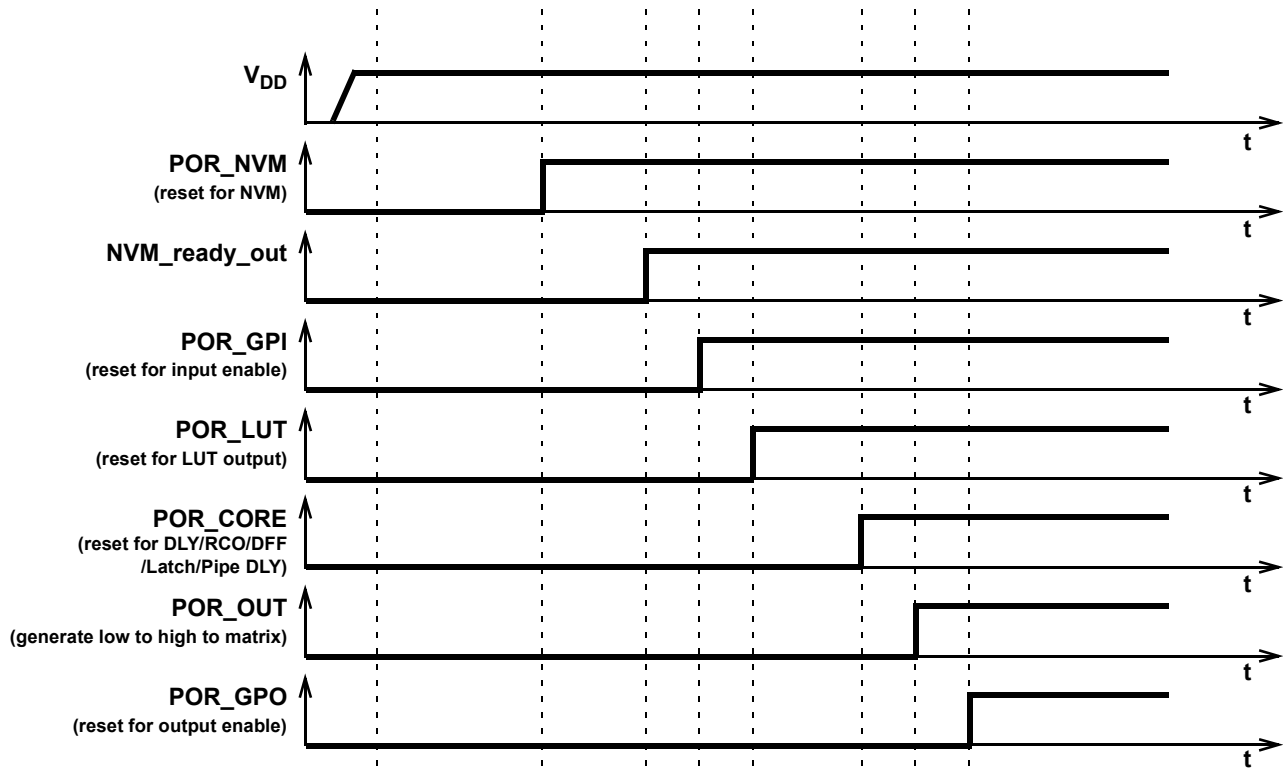 VDD
t
POR_NVM
(reset for NVM)
t
NVM_ready_out
t
POR_GPI
(reset for input enable)
t
POR_LUT
(reset for LUT output)
t
POR_CORE
(reset for DLY/RCO/DFF
/Latch/Pipe DLY)
t
POR_OUT
(generate low to high to matrix)
t
POR_GPO
(reset for output enable)
t